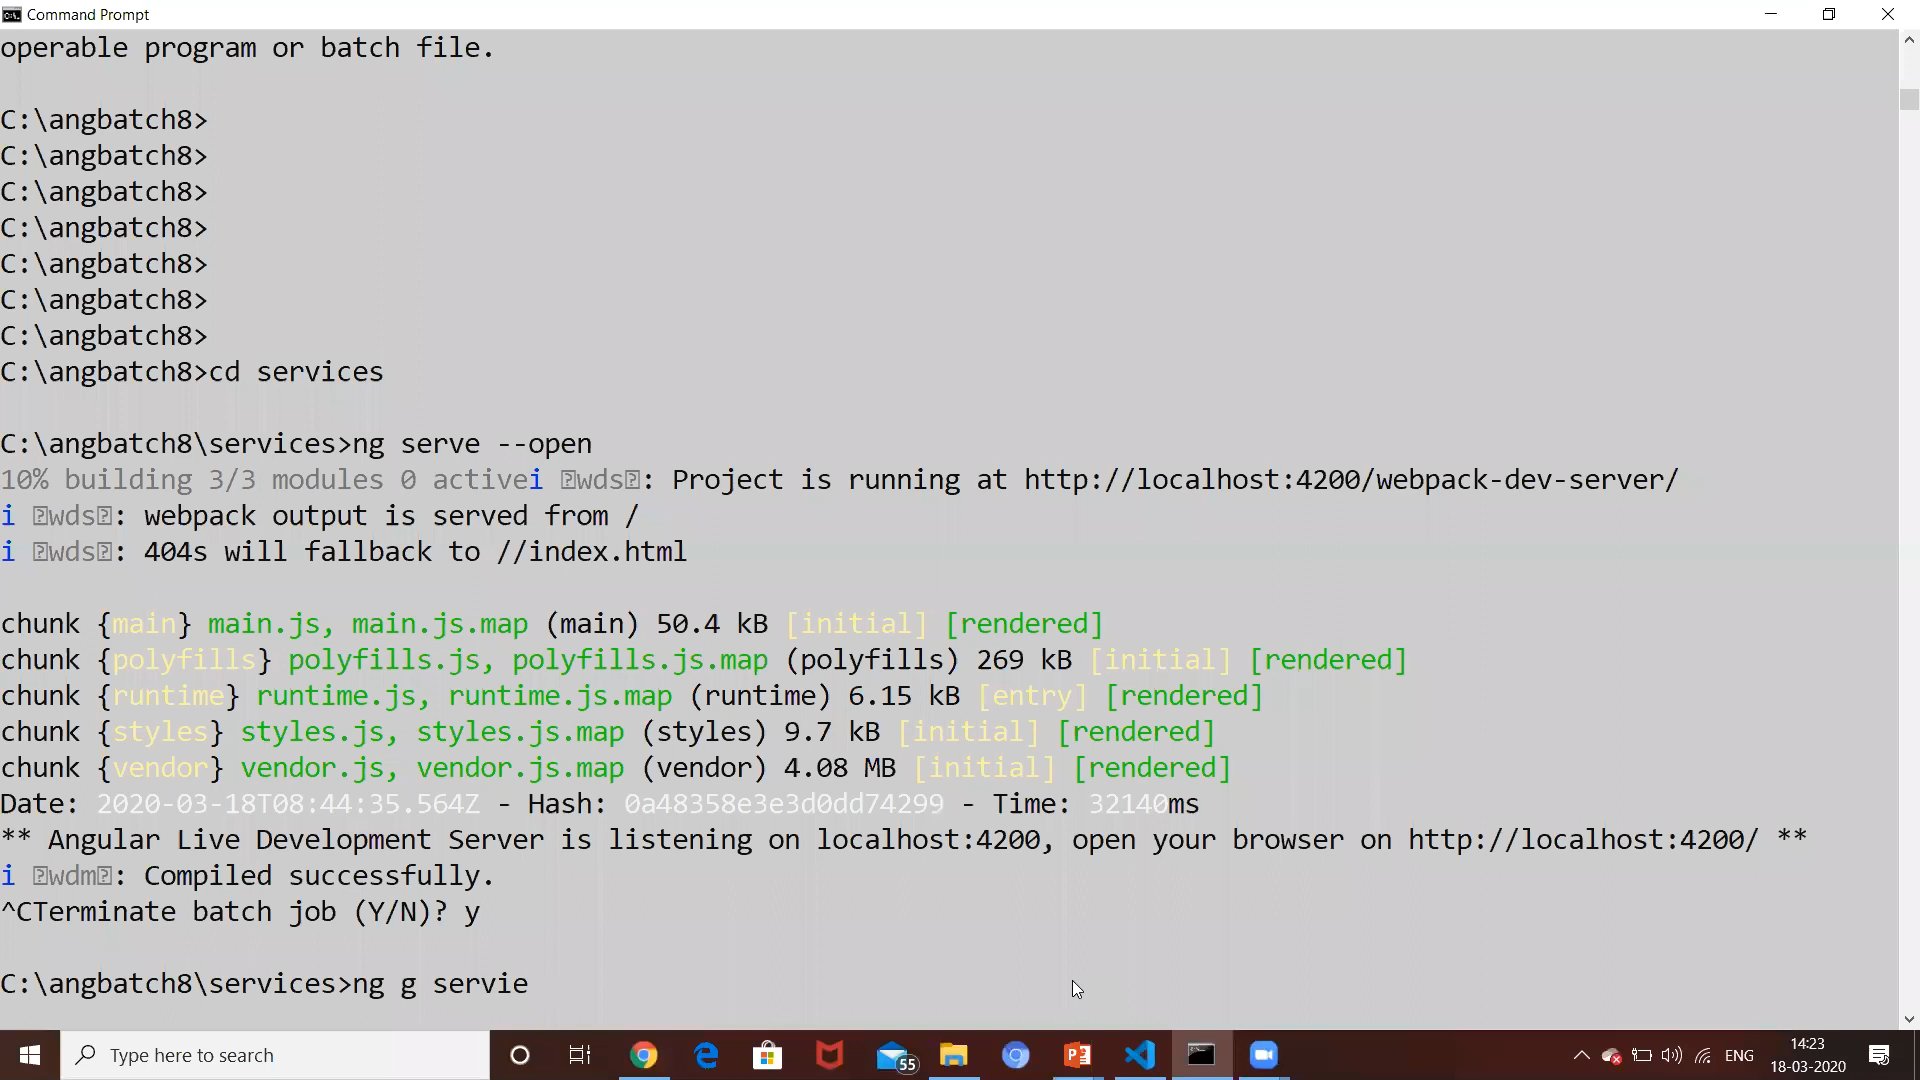 Command Prompt
operable program or batch file.
C:\angbatch8>
C:\angbatch8>
C:\angbatch8>
C:\angbatch8>
C:\angbatch8>
C:\angbatch8>
C:\angbatch8>
C:\angbatch8>cd services
C:\angbatch8\services>ng serve --open
10% building 3/3 modules 0 activei ⍰wds⍰: Project is running at http://localhost:4200/webpack-dev-server/
i ⍰wds⍰: webpack output is served from /
i ⍰wds⍰: 404s will fallback to //index.html
chunk {main} main.js, main.js.map (main) 50.4 kB [initial] [rendered]
chunk {polyfills} polyfills.js, polyfills.js.map (polyfills) 269 kB [initial] [rendered]
chunk {runtime} runtime.js, runtime.js.map (runtime) 6.15 kB [entry] [rendered]
chunk {styles} styles.js, styles.js.map (styles) 9.7 kB [initial] [rendered]
chunk {vendor} vendor.js, vendor.js.map (vendor) 4.08 MB [initial] [rendered]
Date: 2020-03-18T08:44:35.564Z - Hash: 0a48358e3e3d0dd74299 - Time: 32140ms
** Angular Live Development Server is listening on localhost:4200, open your browser on http://localhost:4200/ **
i ⍰wdm⍰: Compiled successfully.
^CTerminate batch job (Y/N)? y
C:\angbatch8\services>ng g servie
Type here to search
55
ENG
14:23
18-03-2020